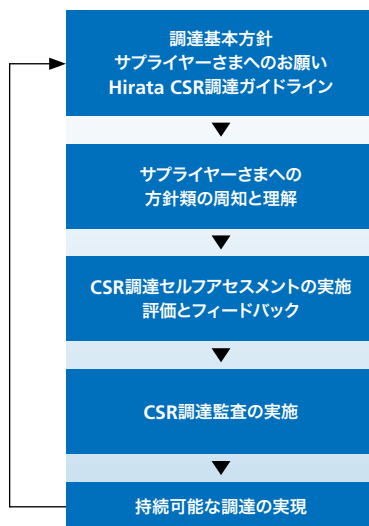 調達基本方針
サプライヤーさまへのお願い
Hirata CSR調達ガイドライン
サプライヤーさまへの
方針類の周知と理解
CSR調達セルフアセスメントの実施
評価とフィードバック
CSR調達監査の実施
持続可能な調達の実現